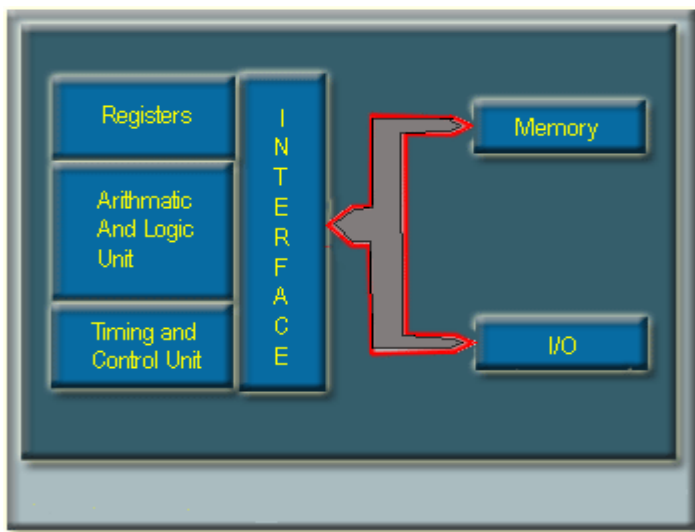 Registers
Arithmatic
And Logic
Unit
Timing and
Control Unit
I
N
T
E
R
F
A
C
E
Memory
I/O